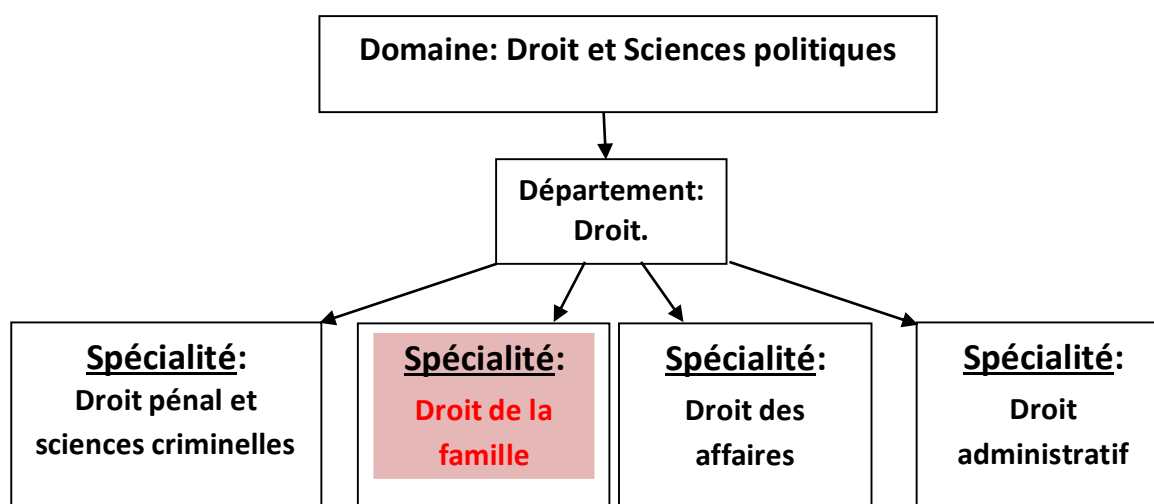 Domaine: Droit et Sciences politiques
Département:
Droit.
Spécialité:
Droit pénal et
sciences criminelles
Spécialité:
Droit de la
famille
Spécialité:
Droit des
affaires
Spécialité:
Droit
administratif